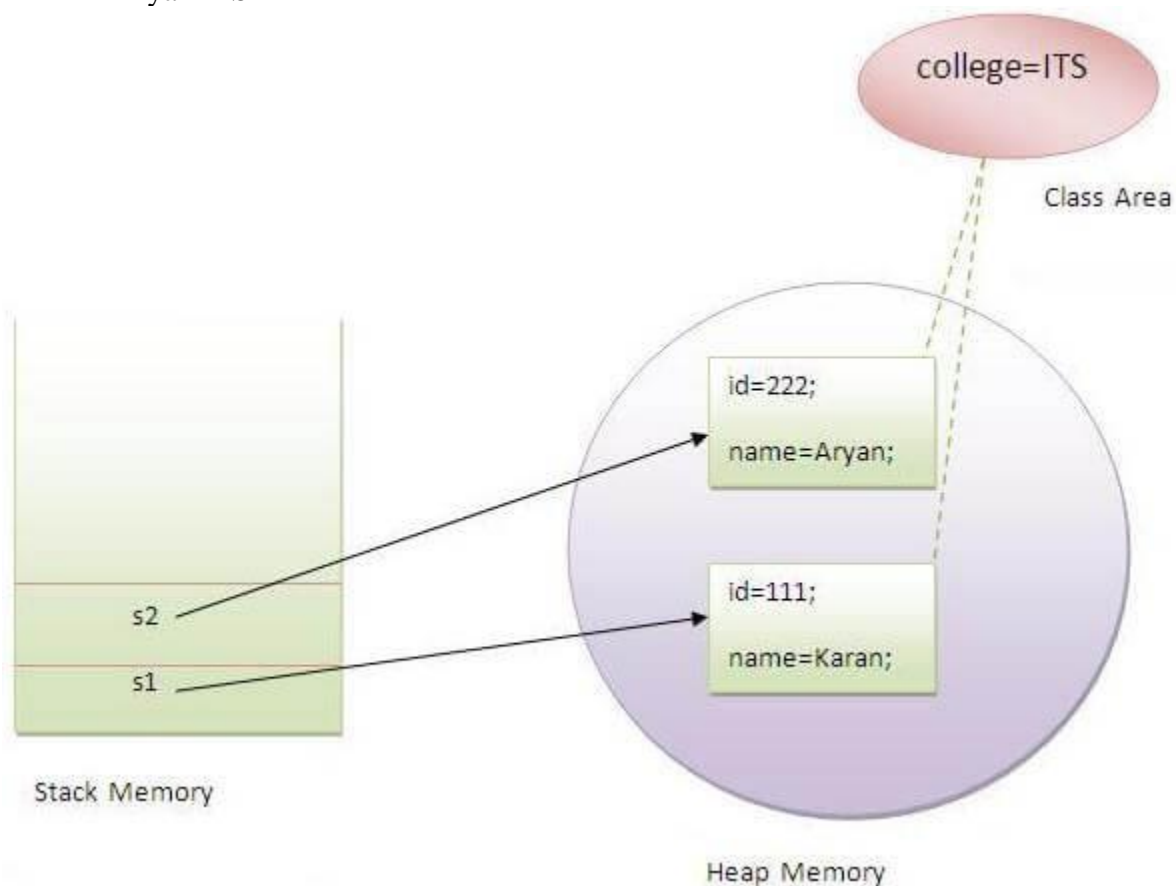 college=ITS
Class Area
id=222;
name=Aryan;
s2
id=111;
name=Karan;
s1
Stack Memory
Heap Memory